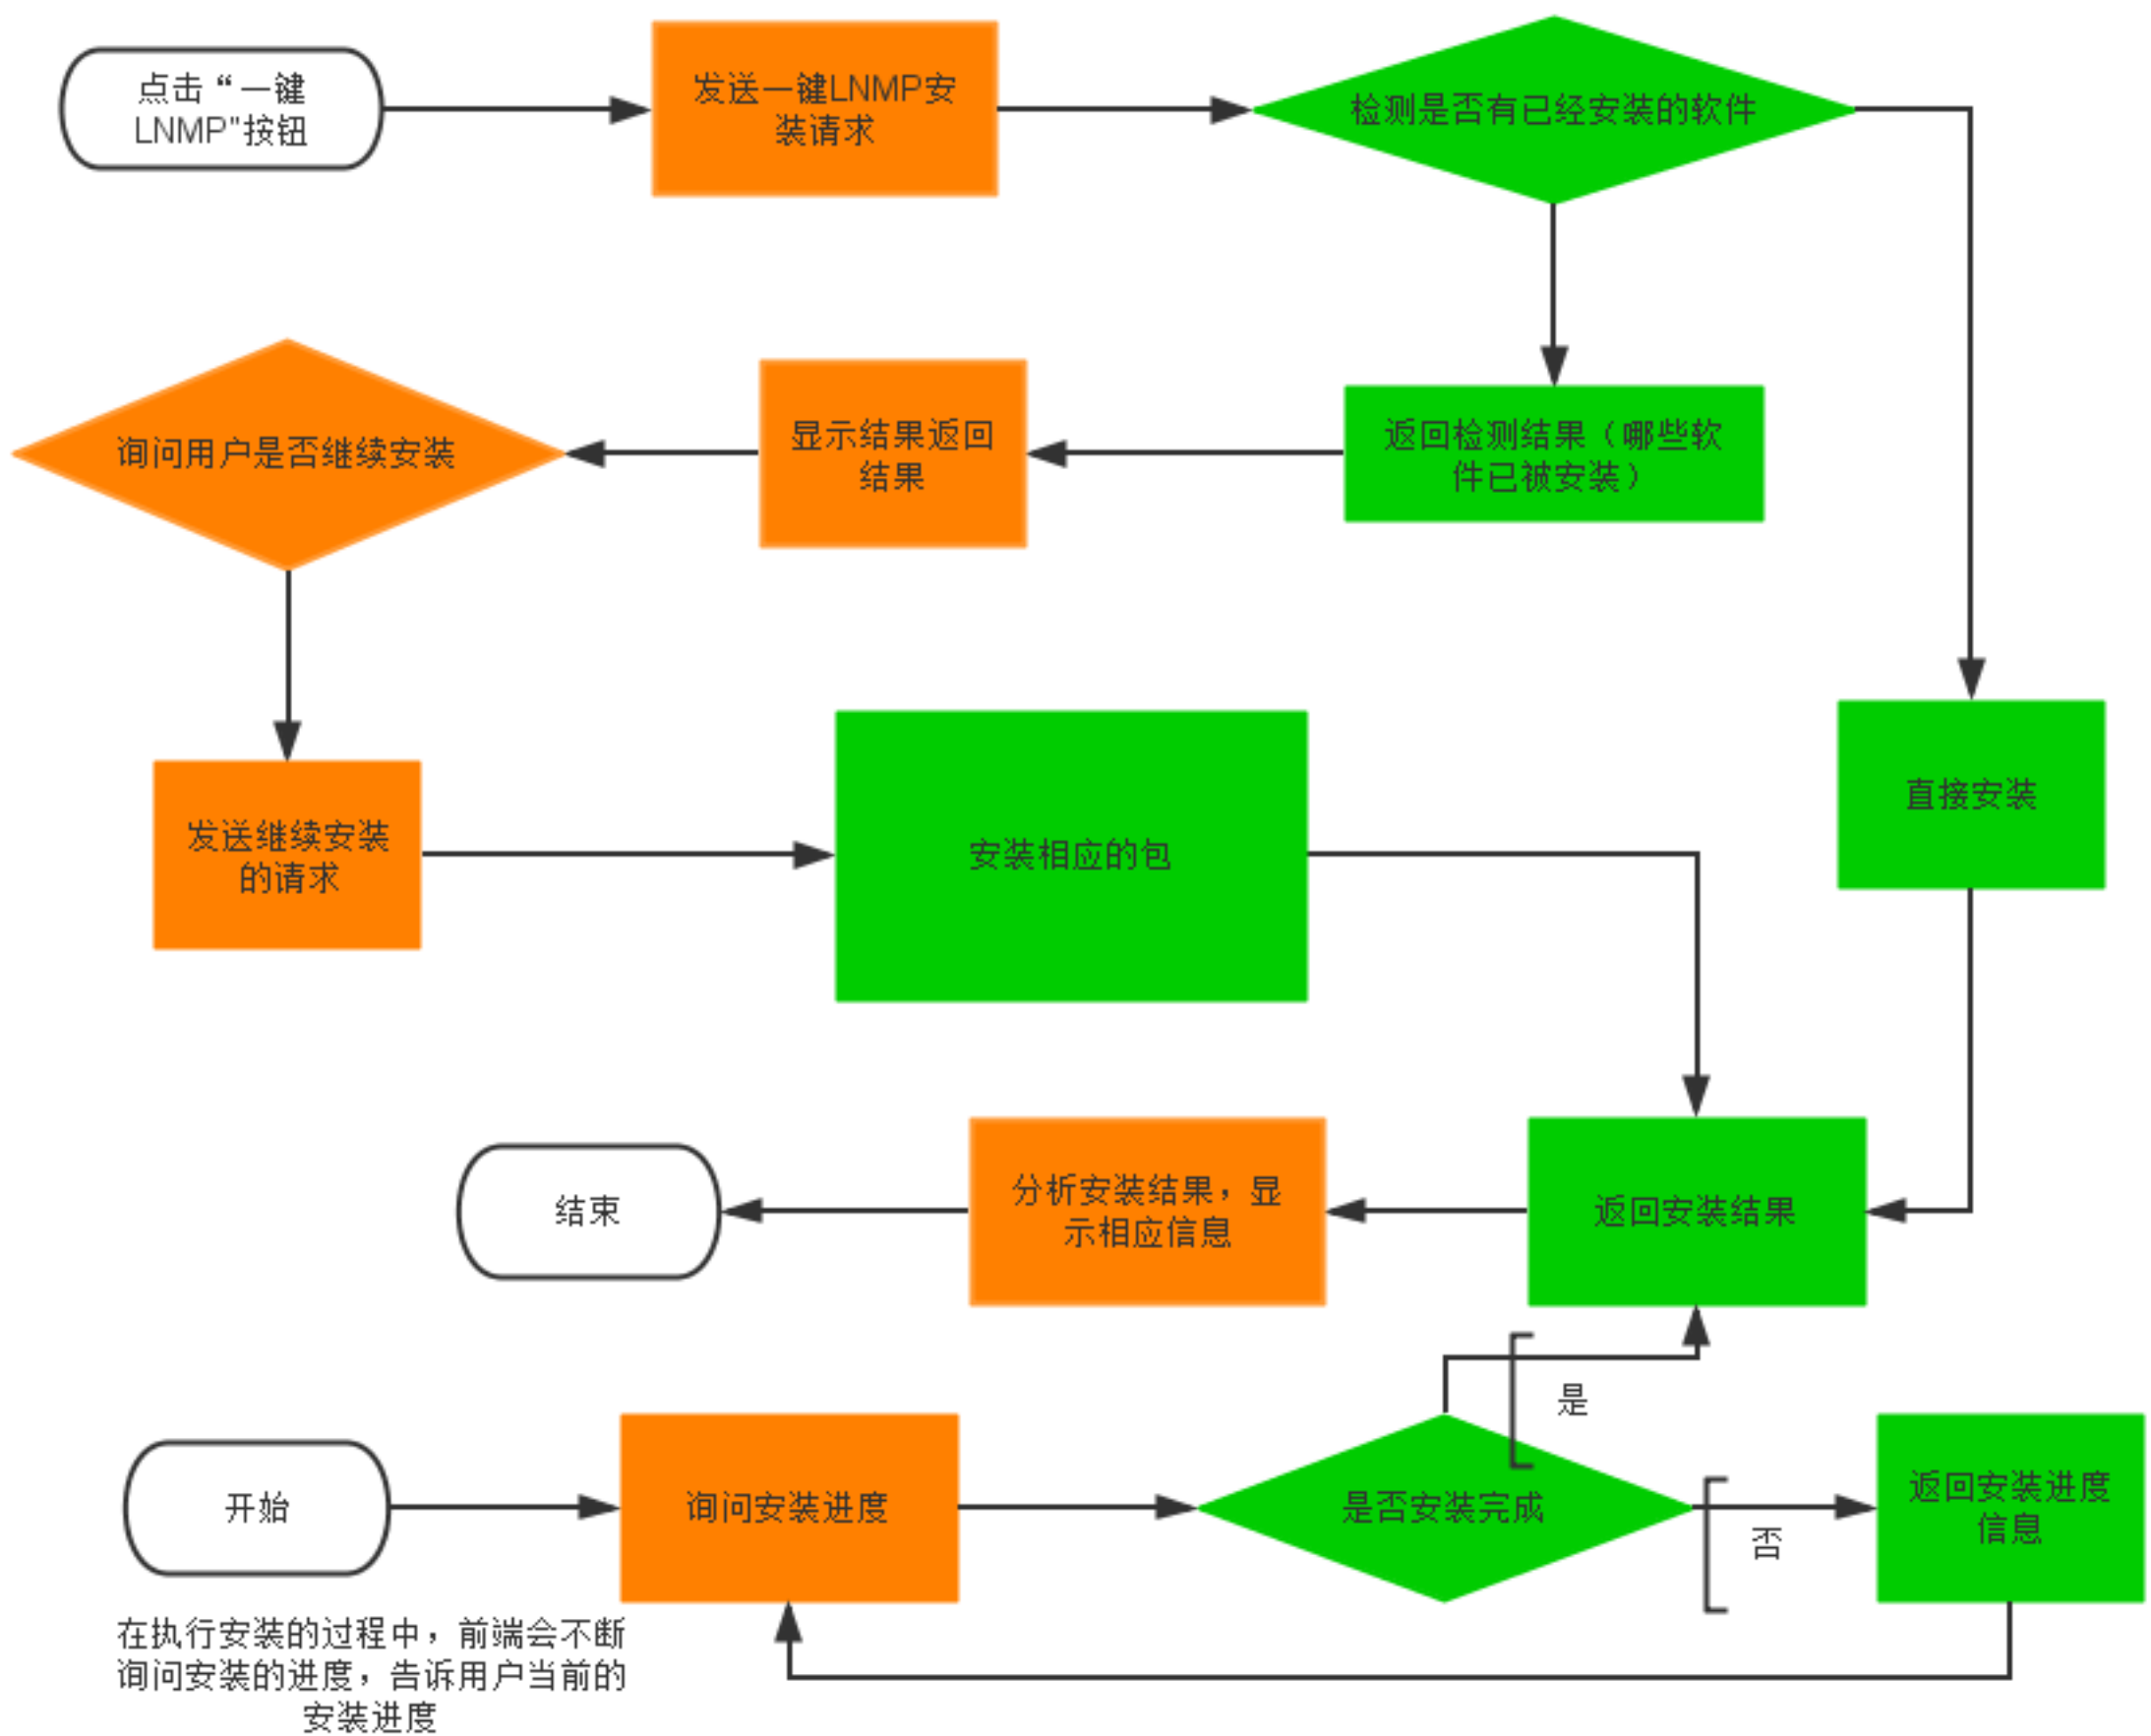 点击“一键
LNMP"按钮
发送一键LNMP安
装请求
检测是否有已经安装的软件
询问用户是否继续安装
显示结果返回
结果
返回检测结果（哪些软
件已被安装）
发送继续安装
的请求
安装相应的包
直接安装
结束
分析安装结果，显
示相应信息
返回安装结果
是
开始
询问安装进度
是否安装完成
否
返回安装进度
信息
在执行安装的过程中，前端会不断
询问安装的进度，告诉用户当前的
安装进度